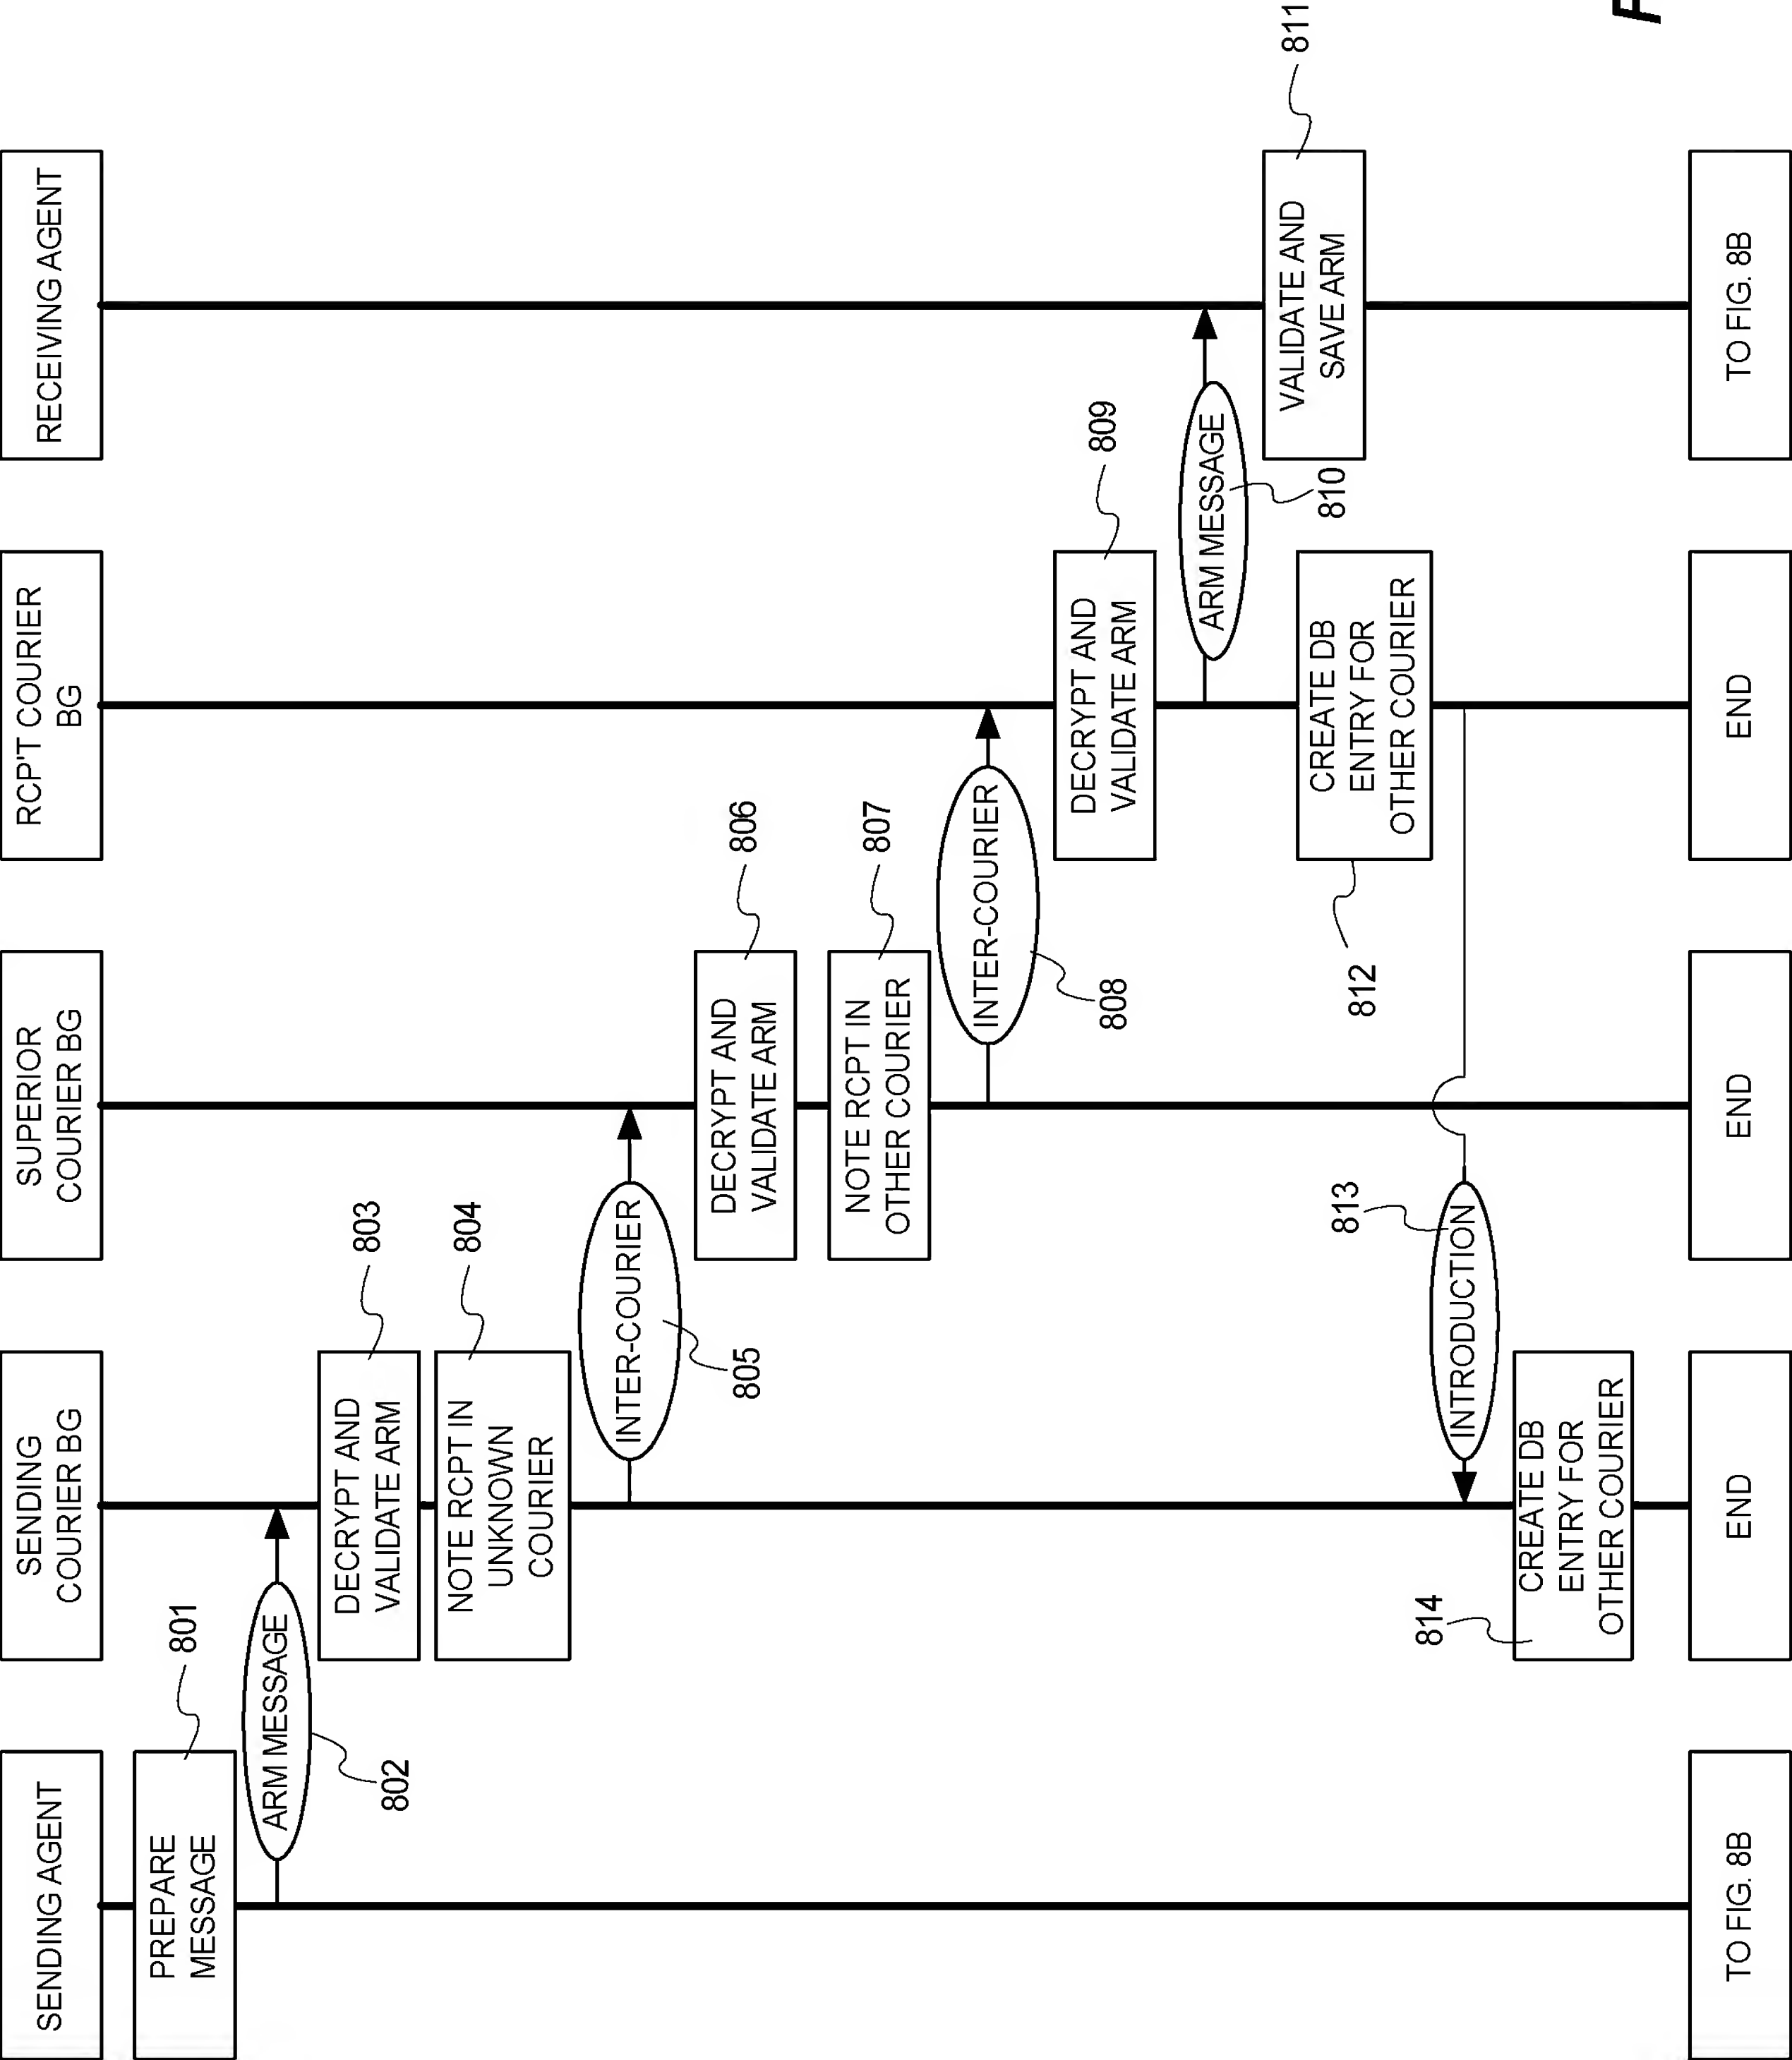 SENDING AGENT
SENDING
COURIER BG
SUPERIOR
COURIER BG
RCP'T COURIER
BG
RECEIVING AGENT
PREPARE
MESSAGE
801
ARM MESSAGE
802
DECRYPT AND
VALIDATE ARM
803
NOTE RCPT IN
UNKNOWN
COURIER
804
INTER-COURIER
805
DECRYPT AND
VALIDATE ARM
806
NOTE RCPT IN
OTHER COURIER
807
INTER-COURIER
808
DECRYPT AND
VALIDATE ARM
809
ARM MESSAGE
810
VALIDATE AND
SAVE ARM
811
CREATE DB
ENTRY FOR
OTHER COURIER
812
INTRODUCTION
813
CREATE DB
ENTRY FOR
OTHER COURIER
814
TO FIG. 8B
END
END
END
TO FIG. 8B